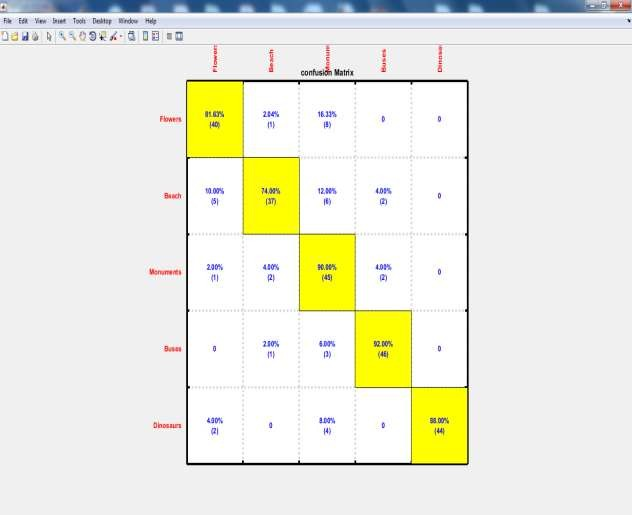 File Edit View Insert Tools Desktop Window Help
Flowers Beach Monum Buses Dinosa
confusion Matrix
Flowers 81.63% 2.04% 16.33% 0 0
(40) (1) (8)
Beach 10.00% 74.00% 12.00% 4.00% 0
(5) (37) (6) (2)
Monuments 2.00% 4.00% 90.00% 4.00% 0
(1) (2) (45) (2)
Buses 0 2.00% 6.00% 92.00% 0
(1) (3) (46)
Dinosaurs 4.00% 0 8.00% 0 88.00%
(2) (4) (44)